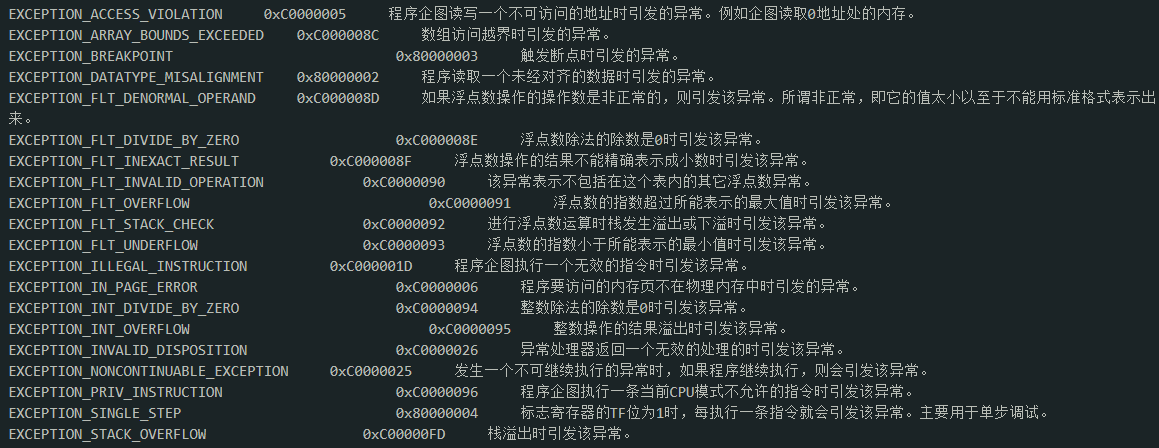 EXCEPTION_ACCESS_VIOLATION 0xC0000005 程序企图读写一个不可访问的地址时引发的异常。例如企图读取0地址处的内存。
EXCEPTION_ARRAY_BOUNDS_EXCEEDED 0xC000008C 数组访问越界时引发的异常。
EXCEPTION_BREAKPOINT 0x80000003 触发断点时引发的异常。
EXCEPTION_DATATYPE_MISALIGNMENT 0x80000002 程序读取一个未经对齐的数据时引发的异常。
EXCEPTION_FLT_DENORMAL_OPERAND 0xC000008D 如果浮点数操作的操作数是非正常的，则引发该异常。所谓非正常，即它的值太小以至于不能用标准格式表示出
来。
EXCEPTION_FLT_DIVIDE_BY_ZERO 0xC000008E 浮点数除法的除数是0时引发该异常。
EXCEPTION_FLT_INEXACT_RESULT 0xC000008F 浮点数操作的结果不能精确表示成小数时引发该异常。
EXCEPTION_FLT_INVALID_OPERATION 0xC0000090 该异常表示不包括在这个表内的其它浮点数异常。
EXCEPTION_FLT_OVERFLOW 0xC0000091 浮点数的指数超过所能表示的最大值时引发该异常。
EXCEPTION_FLT_STACK_CHECK 0xC0000092 进行浮点数运算时栈发生溢出或下溢时引发该异常。
EXCEPTION_FLT_UNDERFLOW 0xC0000093 浮点数的指数小于所能表示的最小值时引发该异常。
EXCEPTION_ILLEGAL_INSTRUCTION 0xC000001D 程序企图执行一个无效的指令时引发该异常。
EXCEPTION_IN_PAGE_ERROR 0xC0000006 程序要访问的内存页不在物理内存中时引发的异常。
EXCEPTION_INT_DIVIDE_BY_ZERO 0xC0000094 整数除法的除数是0时引发该异常。
EXCEPTION_INT_OVERFLOW 0xC0000095 整数操作的结果溢出时引发该异常。
EXCEPTION_INVALID_DISPOSITION 0xC0000026 异常处理器返回一个无效的处理的时引发该异常。
EXCEPTION_NONCONTINUABLE_EXCEPTION 0xC0000025 发生一个不可继续执行的异常时，如果程序继续执行，则会引发该异常。
EXCEPTION_PRIV_INSTRUCTION 0xC0000096 程序企图执行一条当前CPU模式不允许的指令时引发该异常。
EXCEPTION_SINGLE_STEP 0x80000004 标志寄存器的TF位为1时，每执行一条指令就会引发该异常。主要用于单步调试。
EXCEPTION_STACK_OVERFLOW 0xC00000FD 栈溢出时引发该异常。